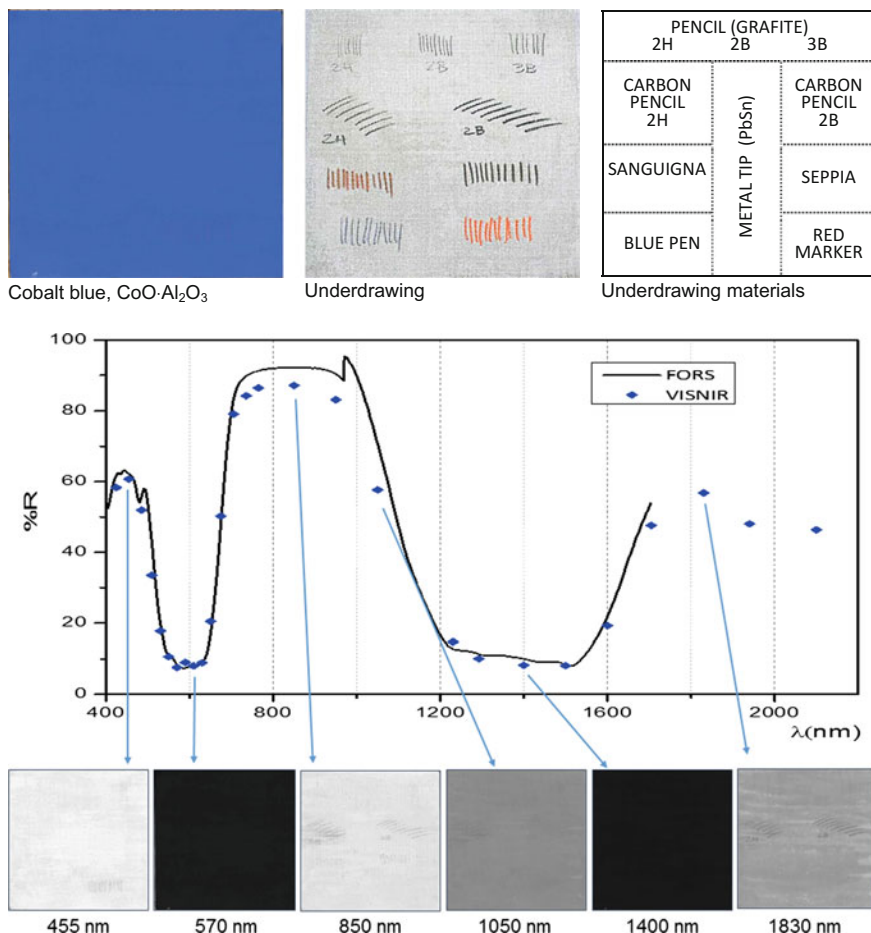 PENCIL (GRAFITE)
2H 2B 3B
CARBON
PENCIL
2H
METAL TIP (PbSn)
CARBON
PENCIL
2B
SANGUIGNA
SEPPIA
BLUE PEN
RED
MARKER
2H 2B 3B
2H 2B
Cobalt blue, CoO·Al₂O₃
Underdrawing
Underdrawing materials
100
80
60
40
20
0
%R
FORS
VISNIR
400 800 1200 1600 2000
λ(nm)
455 nm 570 nm 850 nm 1050 nm 1400 nm 1830 nm